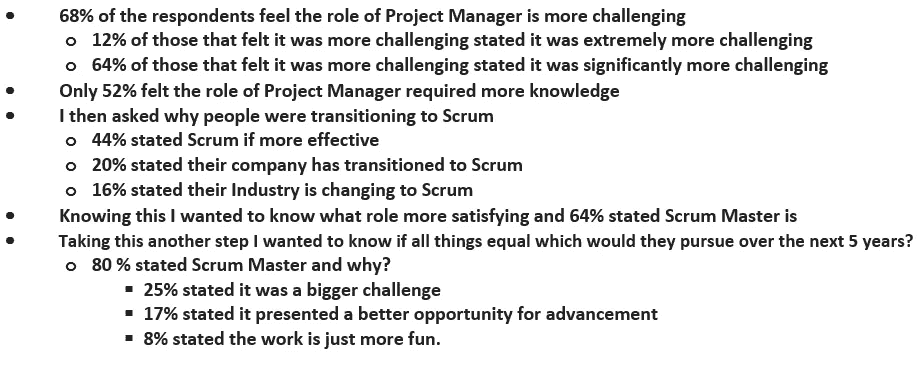 • 68% of the respondents feel the role of Project Manager is more challenging
o 12% of those that felt it was more challenging stated it was extremely more challenging
o 64% of those that felt it was more challenging stated it was significantly more challenging
• Only 52% felt the role of Project Manager required more knowledge
• I then asked why people were transitioning to Scrum
o 44% stated Scrum if more effective
o 20% stated their company has transitioned to Scrum
o 16% stated their Industry is changing to Scrum
• Knowing this I wanted to know what role more satisfying and 64% stated Scrum Master is
• Taking this another step I wanted to know if all things equal which would they pursue over the next 5 years?
o 80 % stated Scrum Master and why?
▪ 25% stated it was a bigger challenge
▪ 17% stated it presented a better opportunity for advancement
▪ 8% stated the work is just more fun.